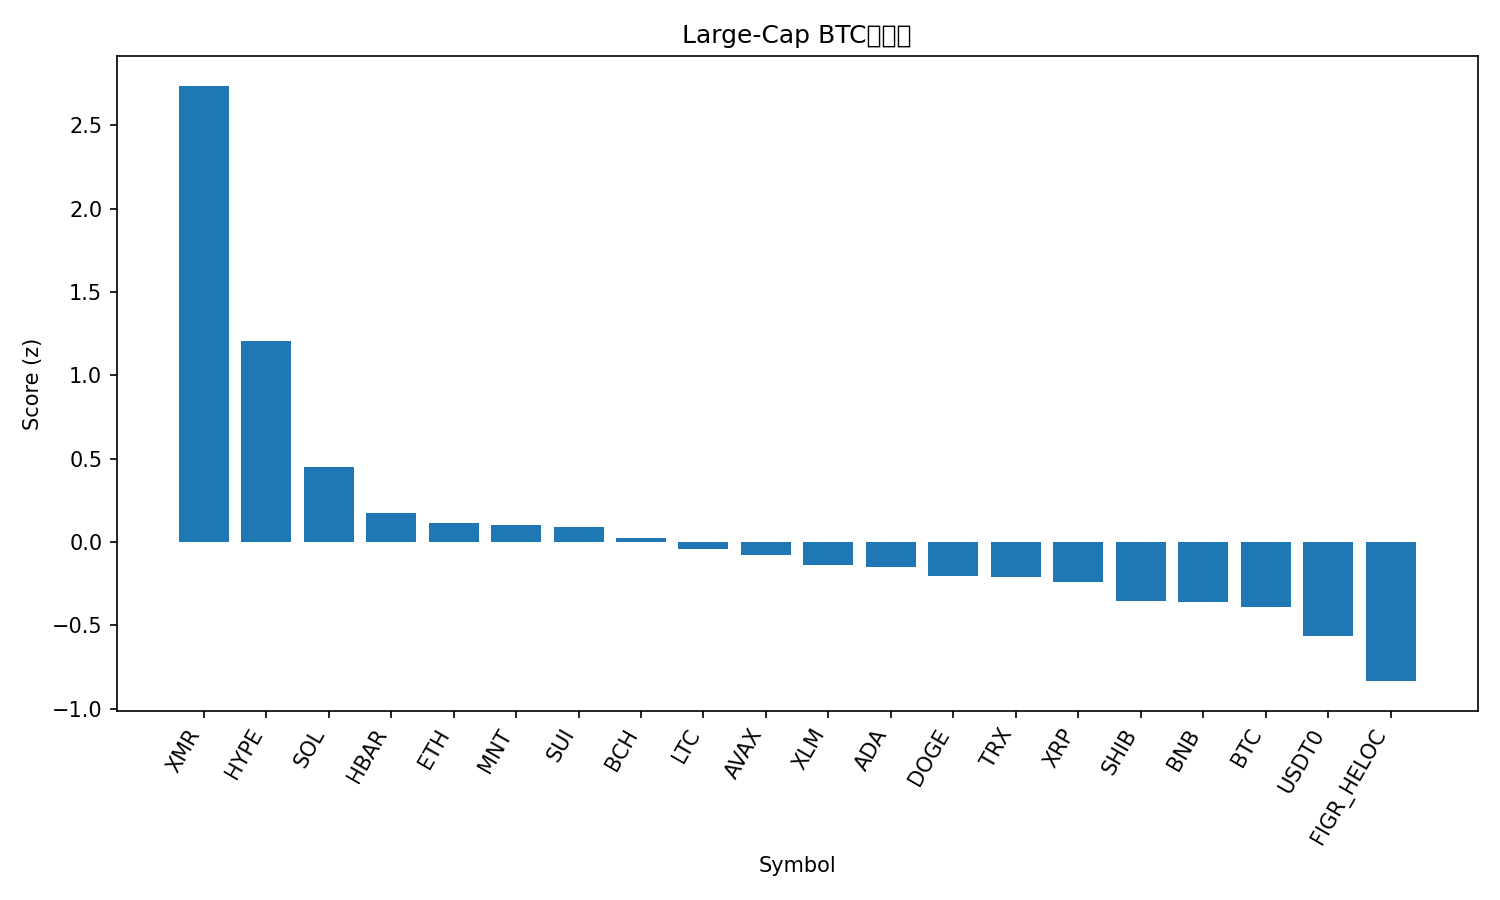 Large-Cap BTC
Score (z)
2.5
2.0
1.5
1.0
0.5
0.0
−0.5
−1.0
XMR
HYPE
SOL
HBAR
ETH
MNT
SUI
BCH
LTC
AVAX
XLM
ADA
DOGE
TRX
XRP
SHIB
BNB
BTC
USDT0
FIGR_HELOC
Symbol